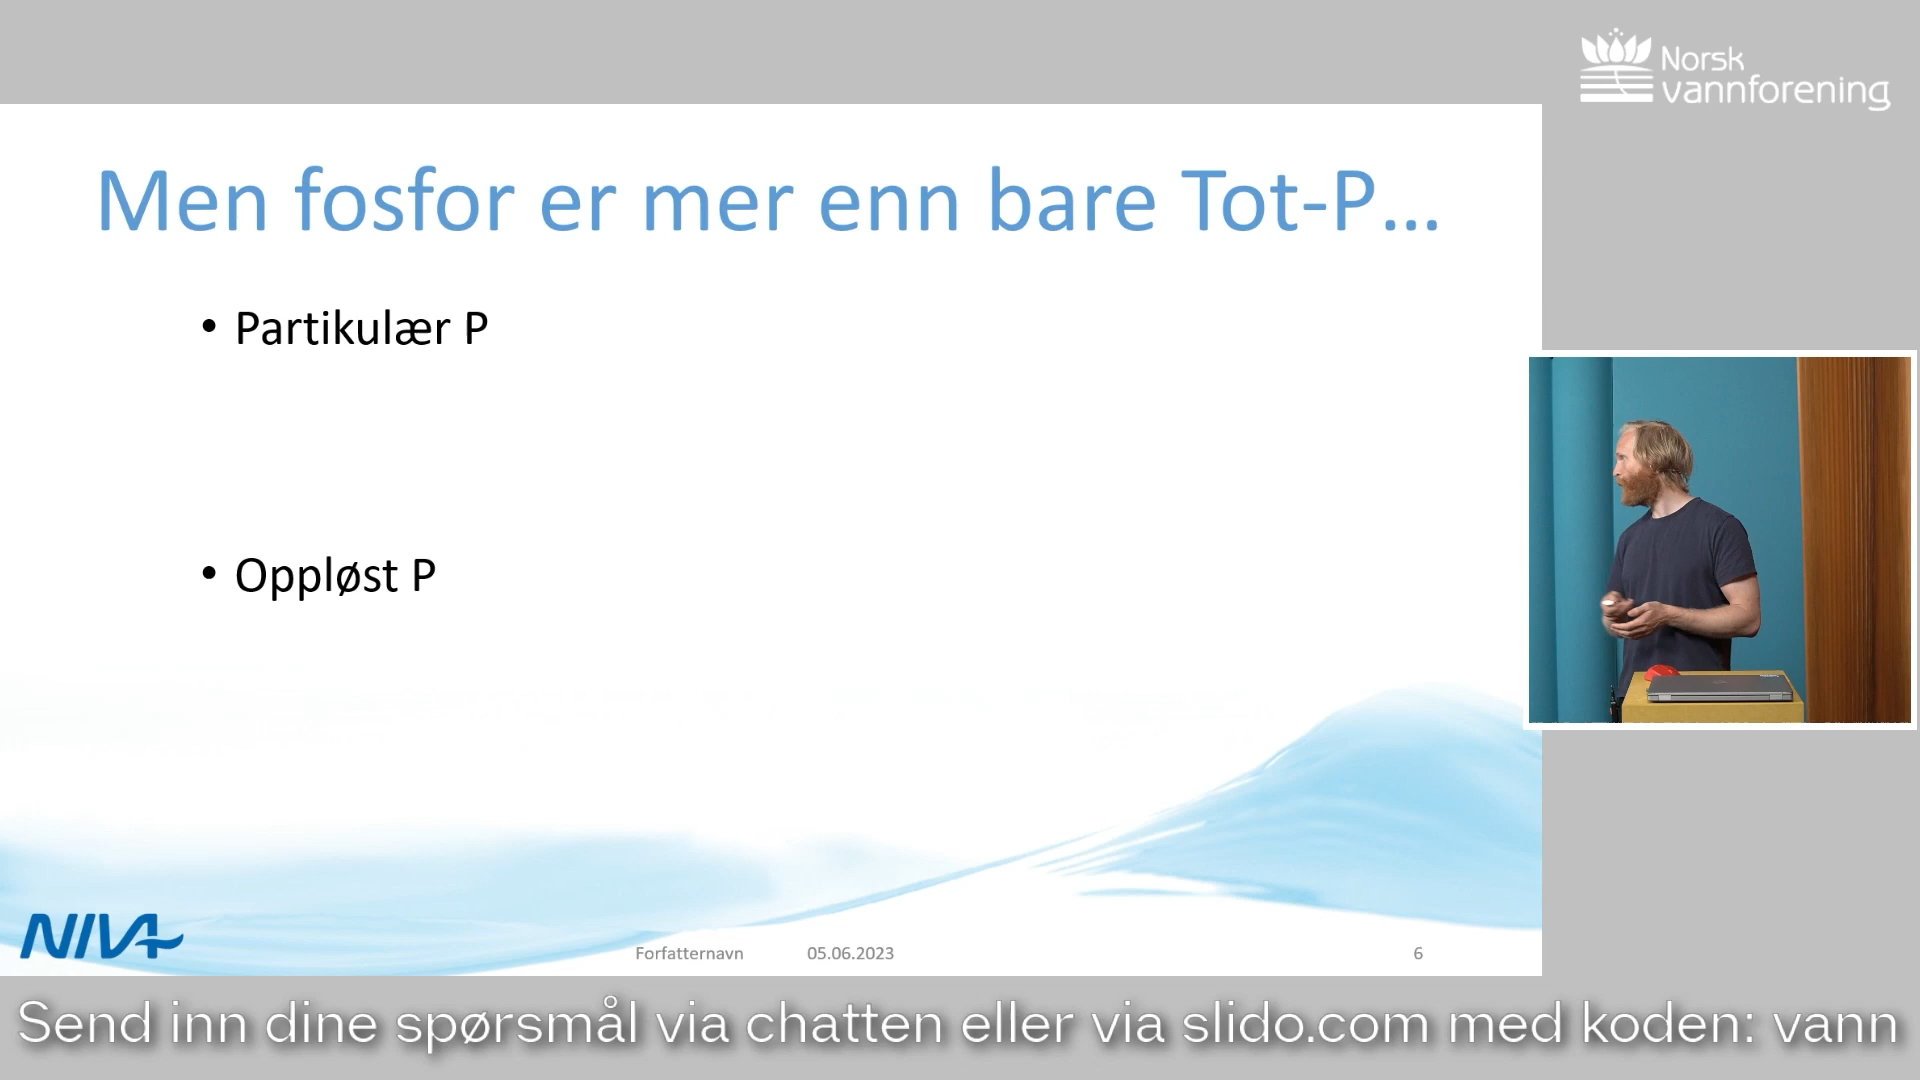 Norsk
vannforening
Men fosfor er mer enn bare Tot-P...
• Partikulær P
• Oppløst P
NIVA
Forfatternavn 05.06.2023 6
Send inn dine spørsmål via chatten eller via slido.com med koden: vann